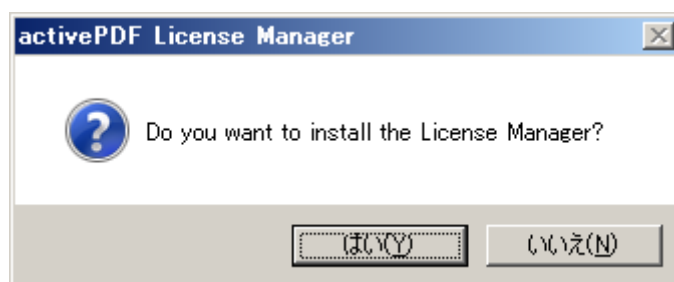 activePDF License Manager
Do you want to install the License Manager?
はい(Y)
いいえ(N)